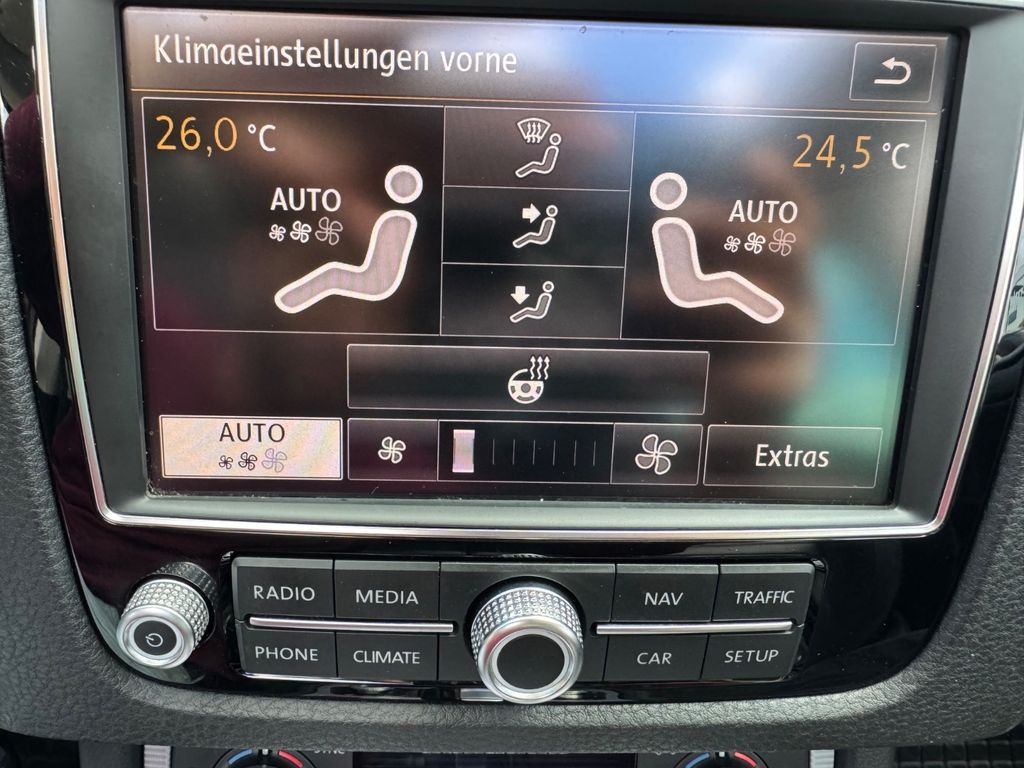 Klimaeinstellungen vorne
26,0 °C
24,5 °C
AUTO
AUTO
AUTO
Extras
RADIO
MEDIA
NAV
TRAFFIC
PHONE
CLIMATE
CAR
SETUP